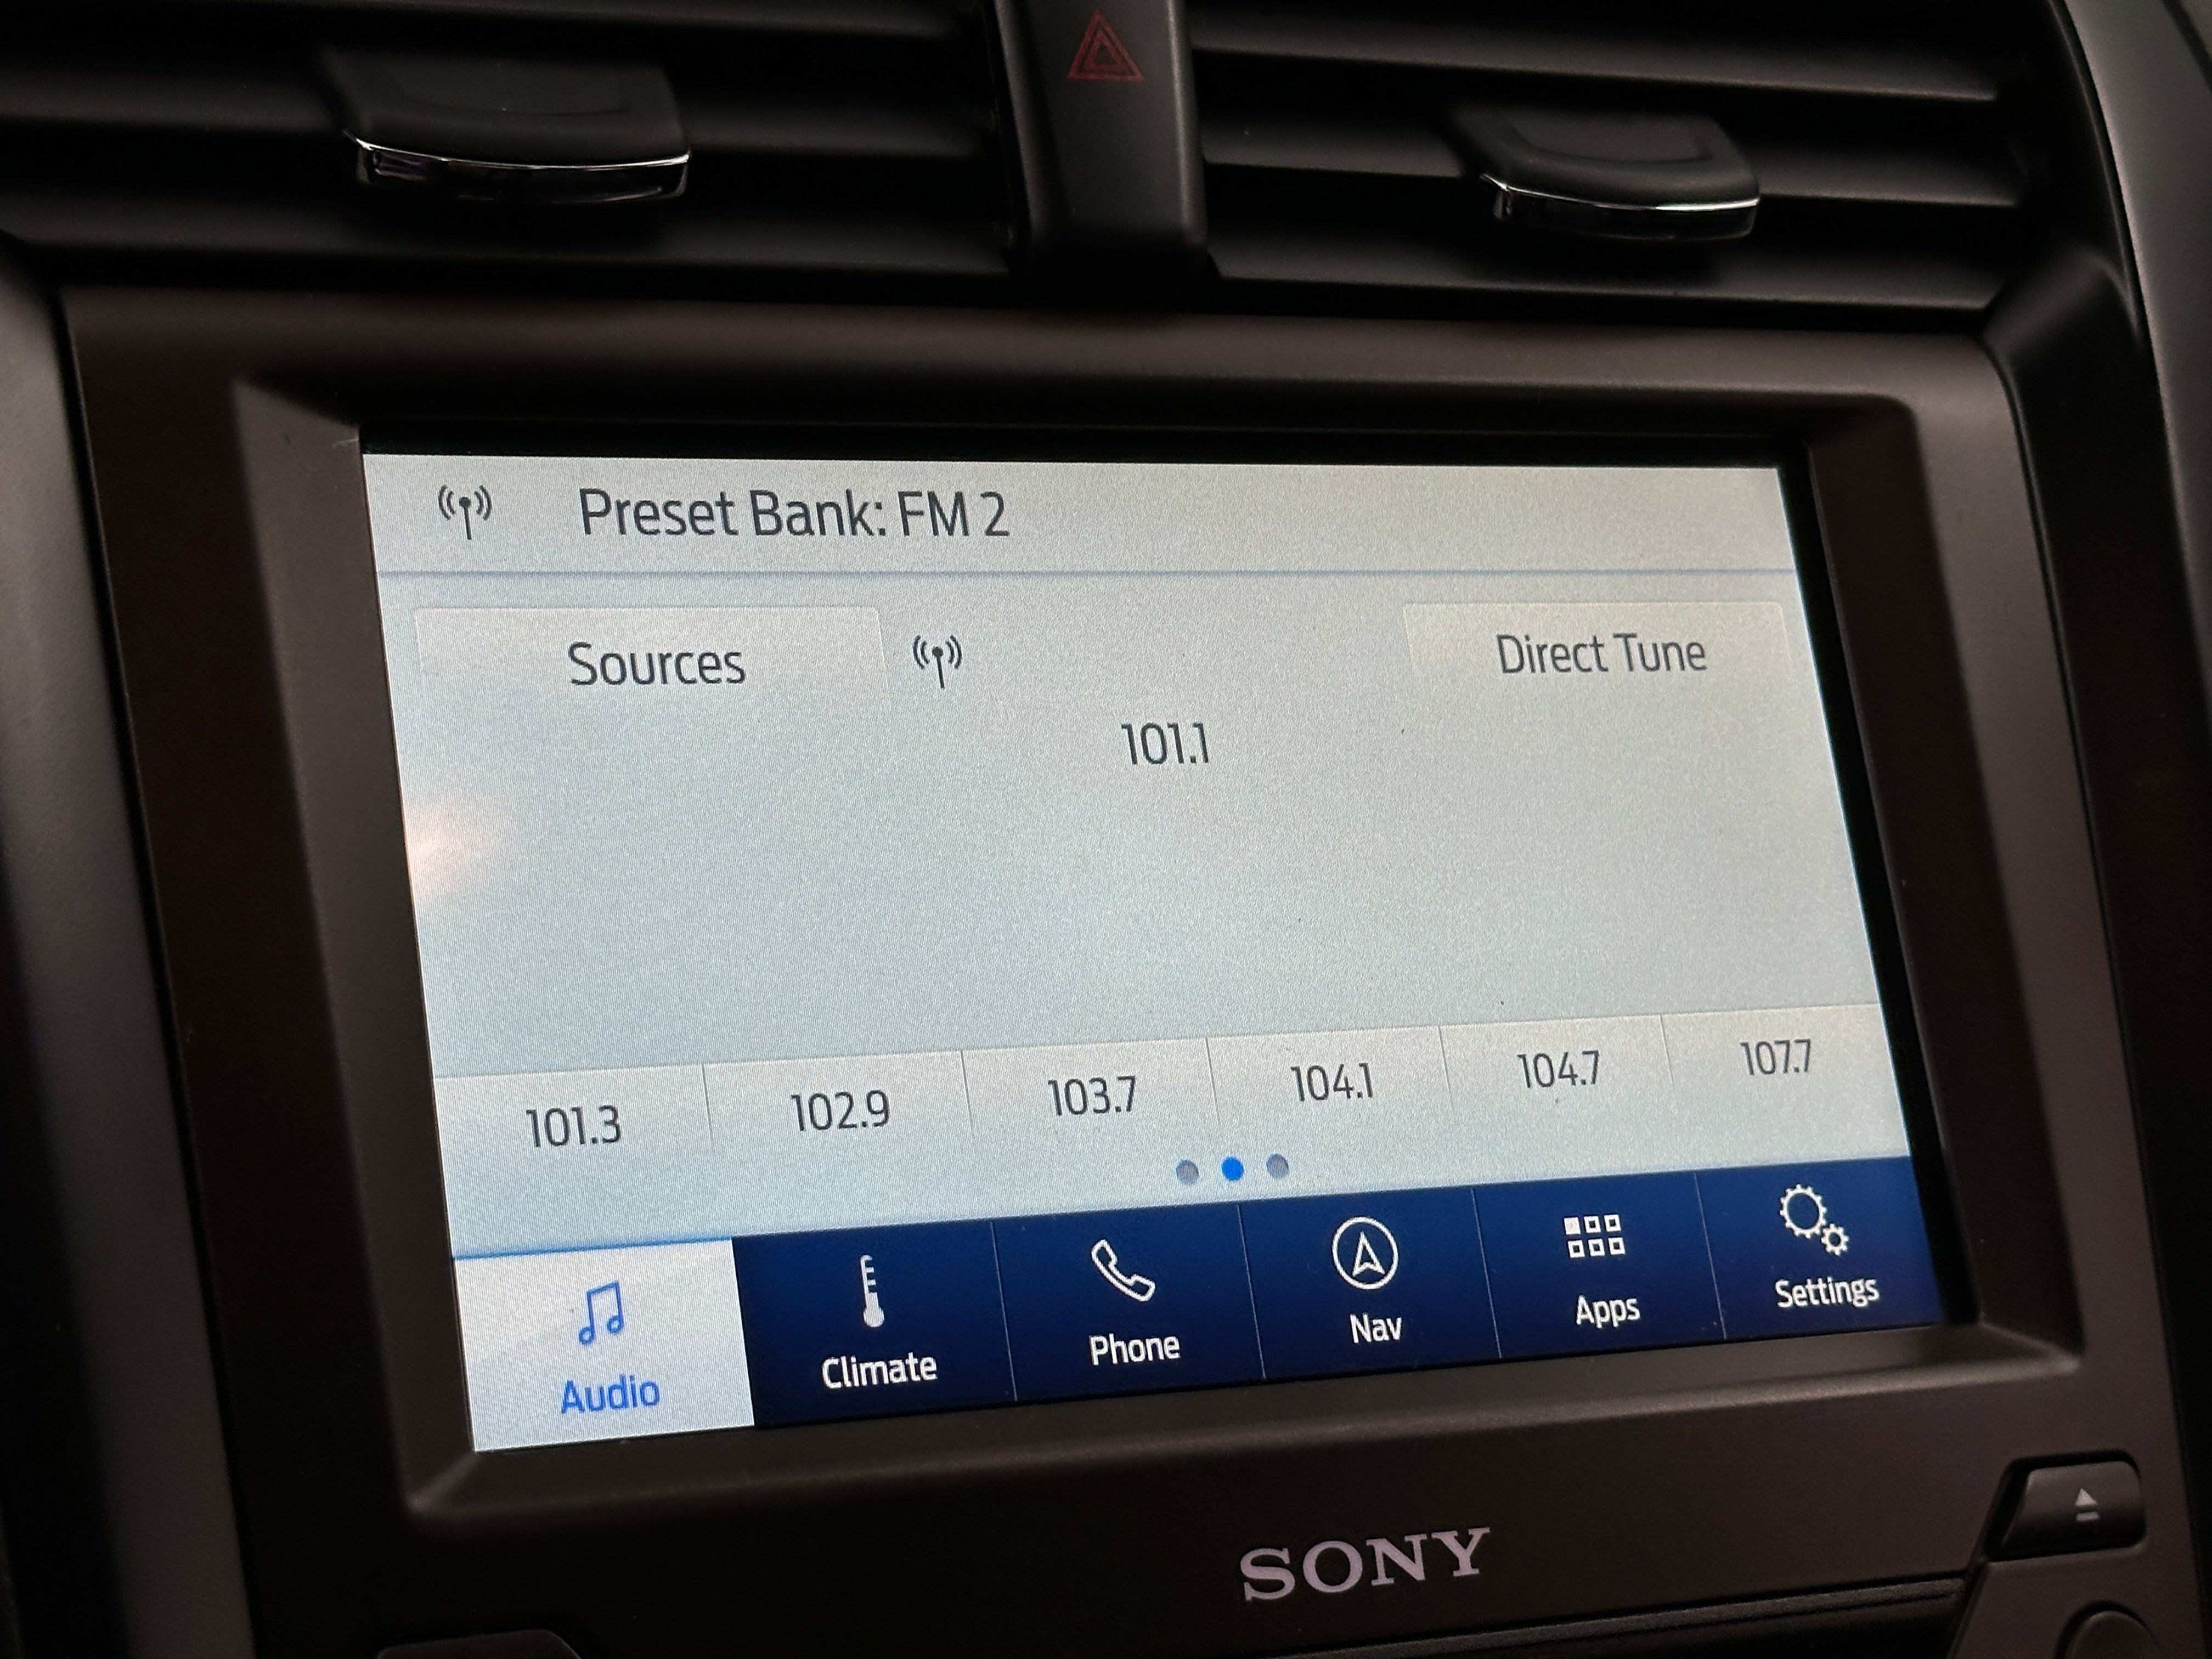 Preset Bank: FM 2
Sources
Direct Tune
101.1
101.3 102.9 103.7 104.1 104.7 107.7
Audio Climate Phone Nav Apps Settings
SONY